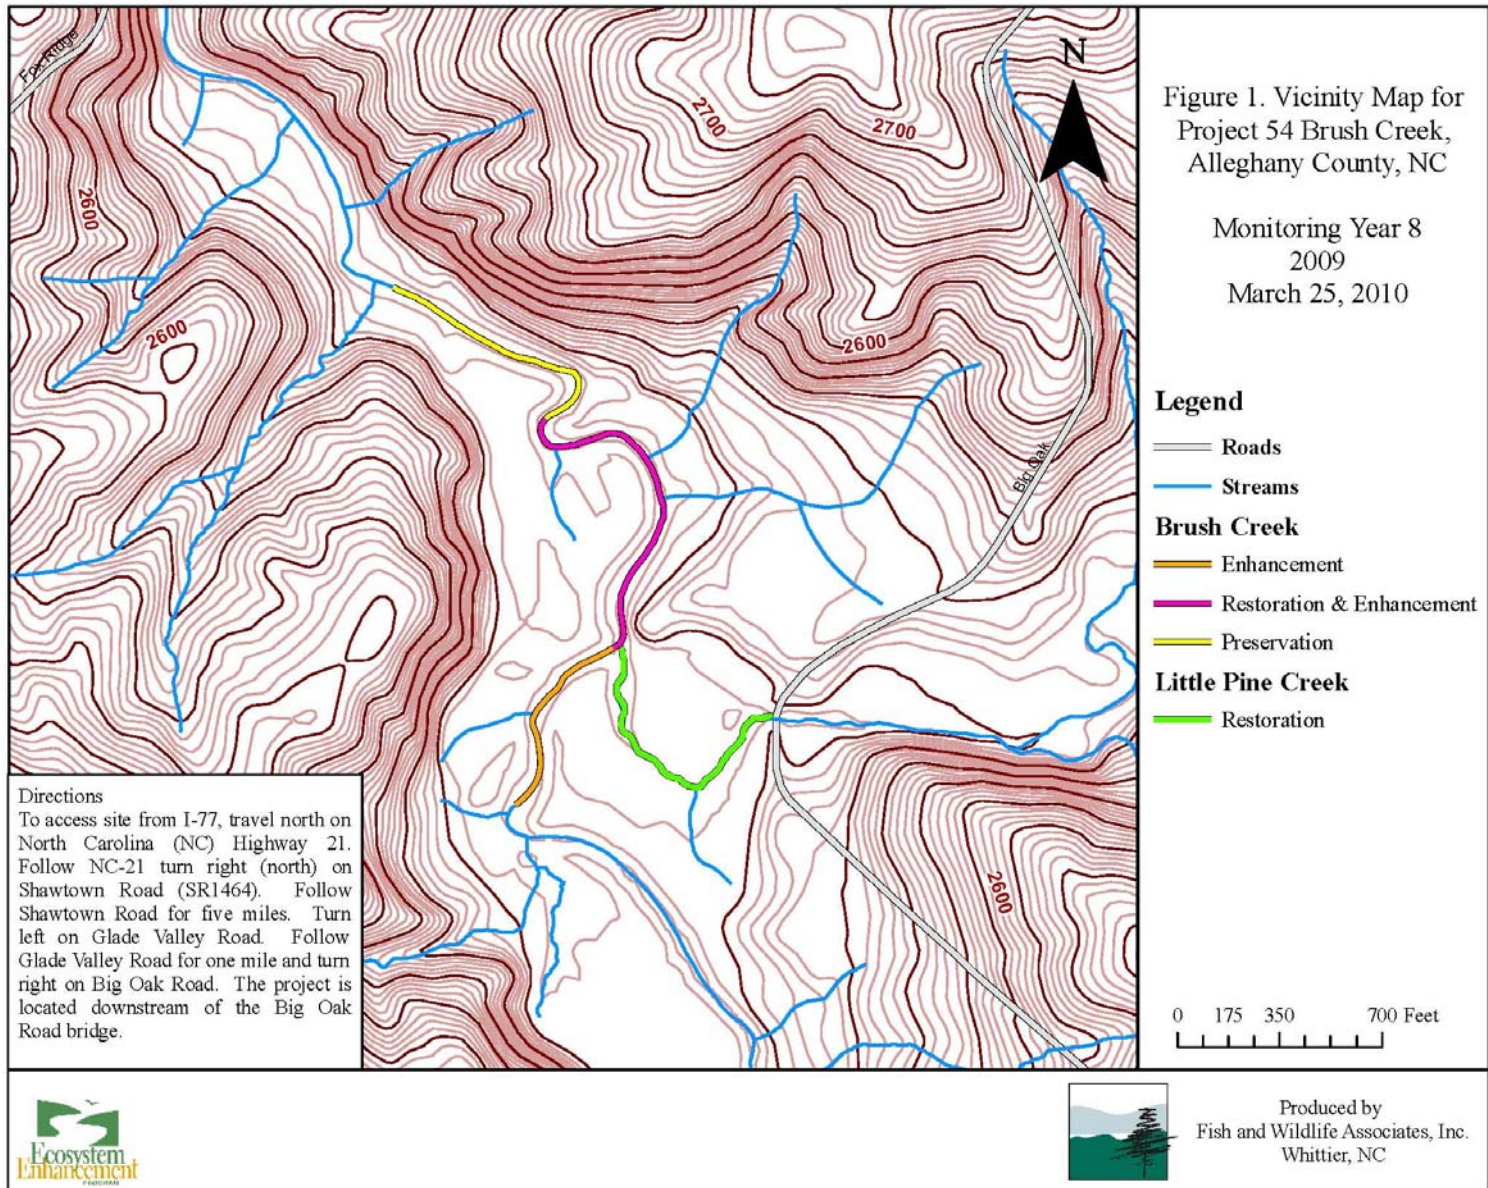 Fox Ridge
N
2700
2700
2600
2600
2600
Big Oak
2600
Figure 1. Vicinity Map for
Project 54 Brush Creek,
Alleghany County, NC
Monitoring Year 8
2009
March 25, 2010
Legend
Roads
Streams
Brush Creek
Enhancement
Restoration & Enhancement
Preservation
Little Pine Creek
Restoration
0 175 350 700 Feet
Directions
To access site from I-77, travel north on
North Carolina (NC) Highway 21.
Follow NC-21 turn right (north) on
Shawtown Road (SR1464). Follow
Shawtown Road for five miles. Turn
left on Glade Valley Road. Follow
Glade Valley Road for one mile and turn
right on Big Oak Road. The project is
located downstream of the Big Oak
Road bridge.
Ecosystem
Enhancement
PROGRAM
Produced by
Fish and Wildlife Associates, Inc.
Whittier, NC